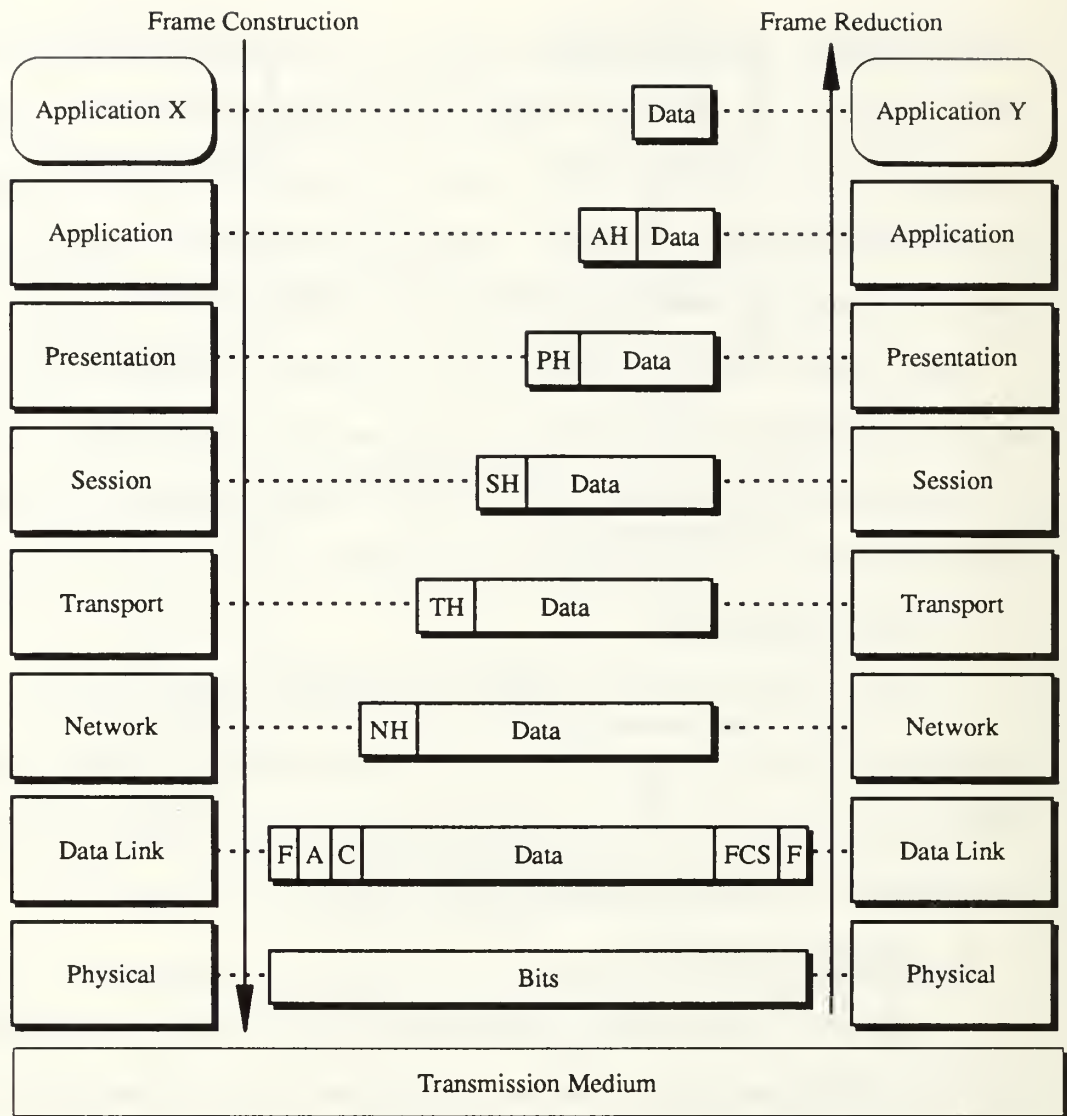 Frame Construction Frame Reduction
Application X Data Application Y
Application AH Data Application
Presentation PH Data Presentation
Session SH Data Session
Transport TH Data Transport
Network NH Data Network
Data Link F A C Data FCS F Data Link
Physical Bits Physical
Transmission Medium